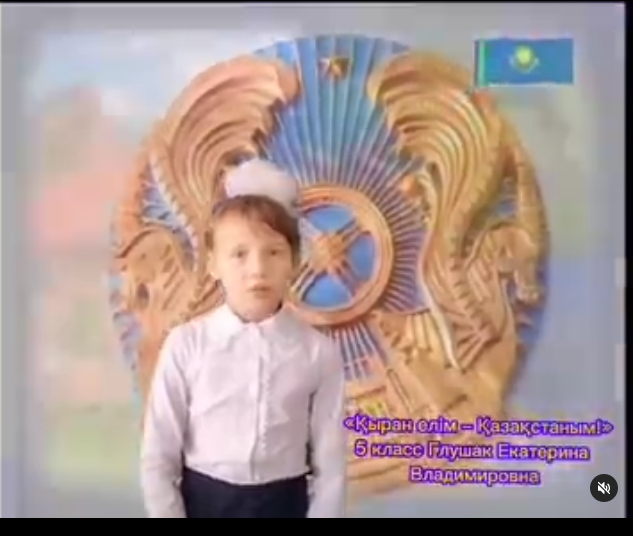 «Қыран елім – Қазақстаным!»
5 класс Глушак Екатерина
Владимировна